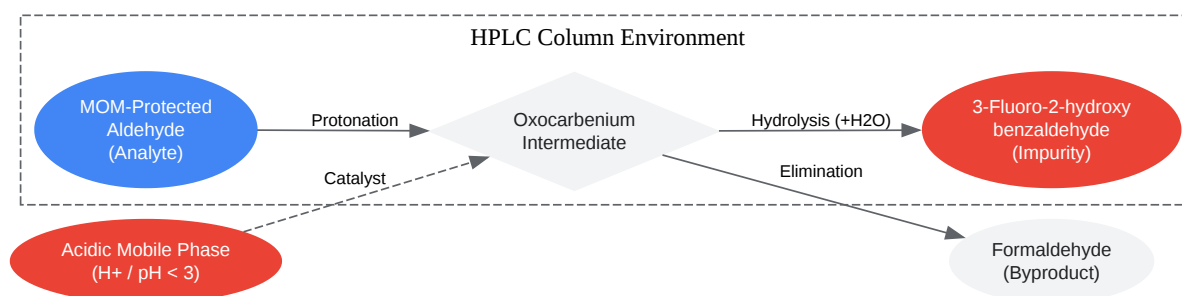 HPLC Column Environment
MOM-Protected
Aldehyde
(Analyte)
Protonation
Oxocarbenium
Intermediate
Hydrolysis (+H2O)
3-Fluoro-2-hydroxy
benzaldehyde
(Impurity)
Catalyst
Elimination
Acidic Mobile Phase
(H+ / pH < 3)
Formaldehyde
(Byproduct)